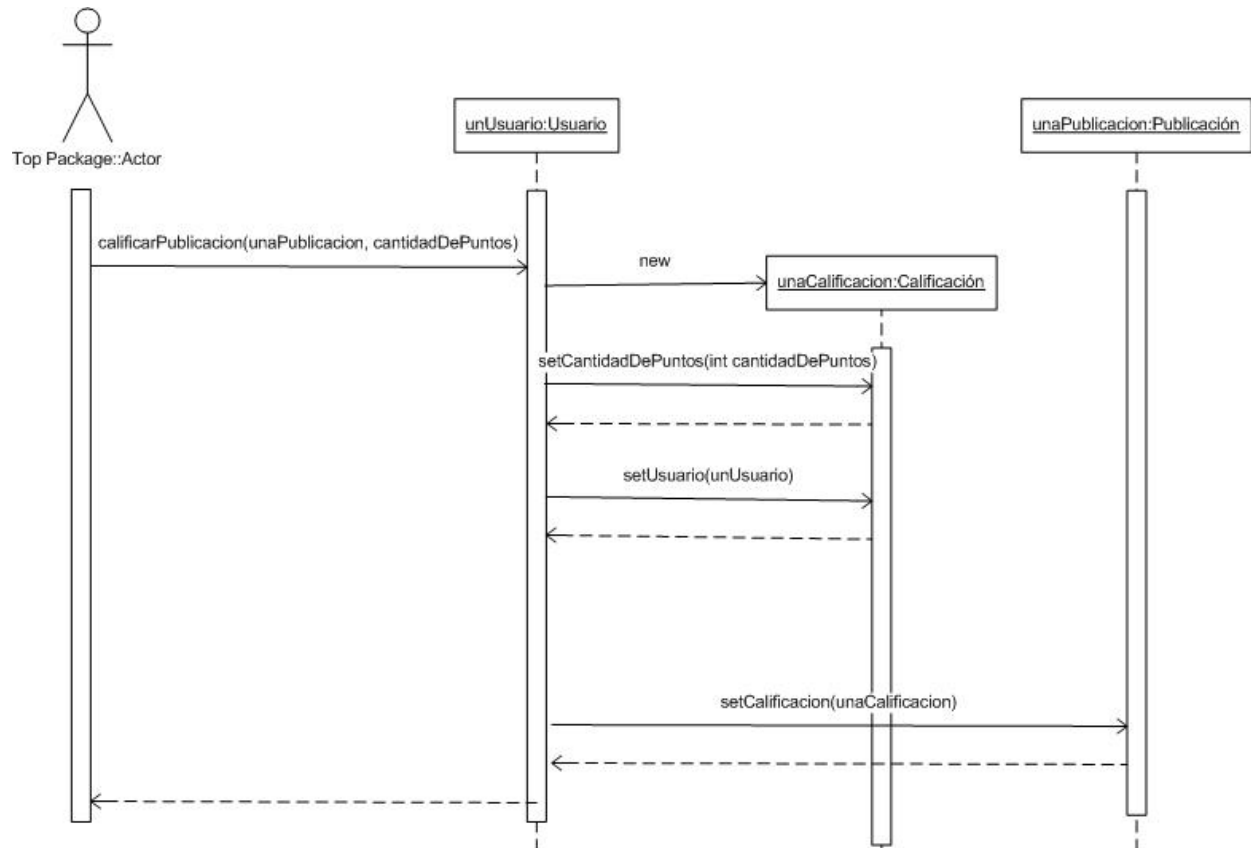 Top Package::Actor
unUsuario:Usuario
unaPublicacion:Publicación
calificarPublicacion(unaPublicacion, cantidadDePuntos)
new
unaCalificacion:Calificación
setCantidadDePuntos(int cantidadDePuntos)
setUsuario(unUsuario)
setCalificacion(unaCalificacion)